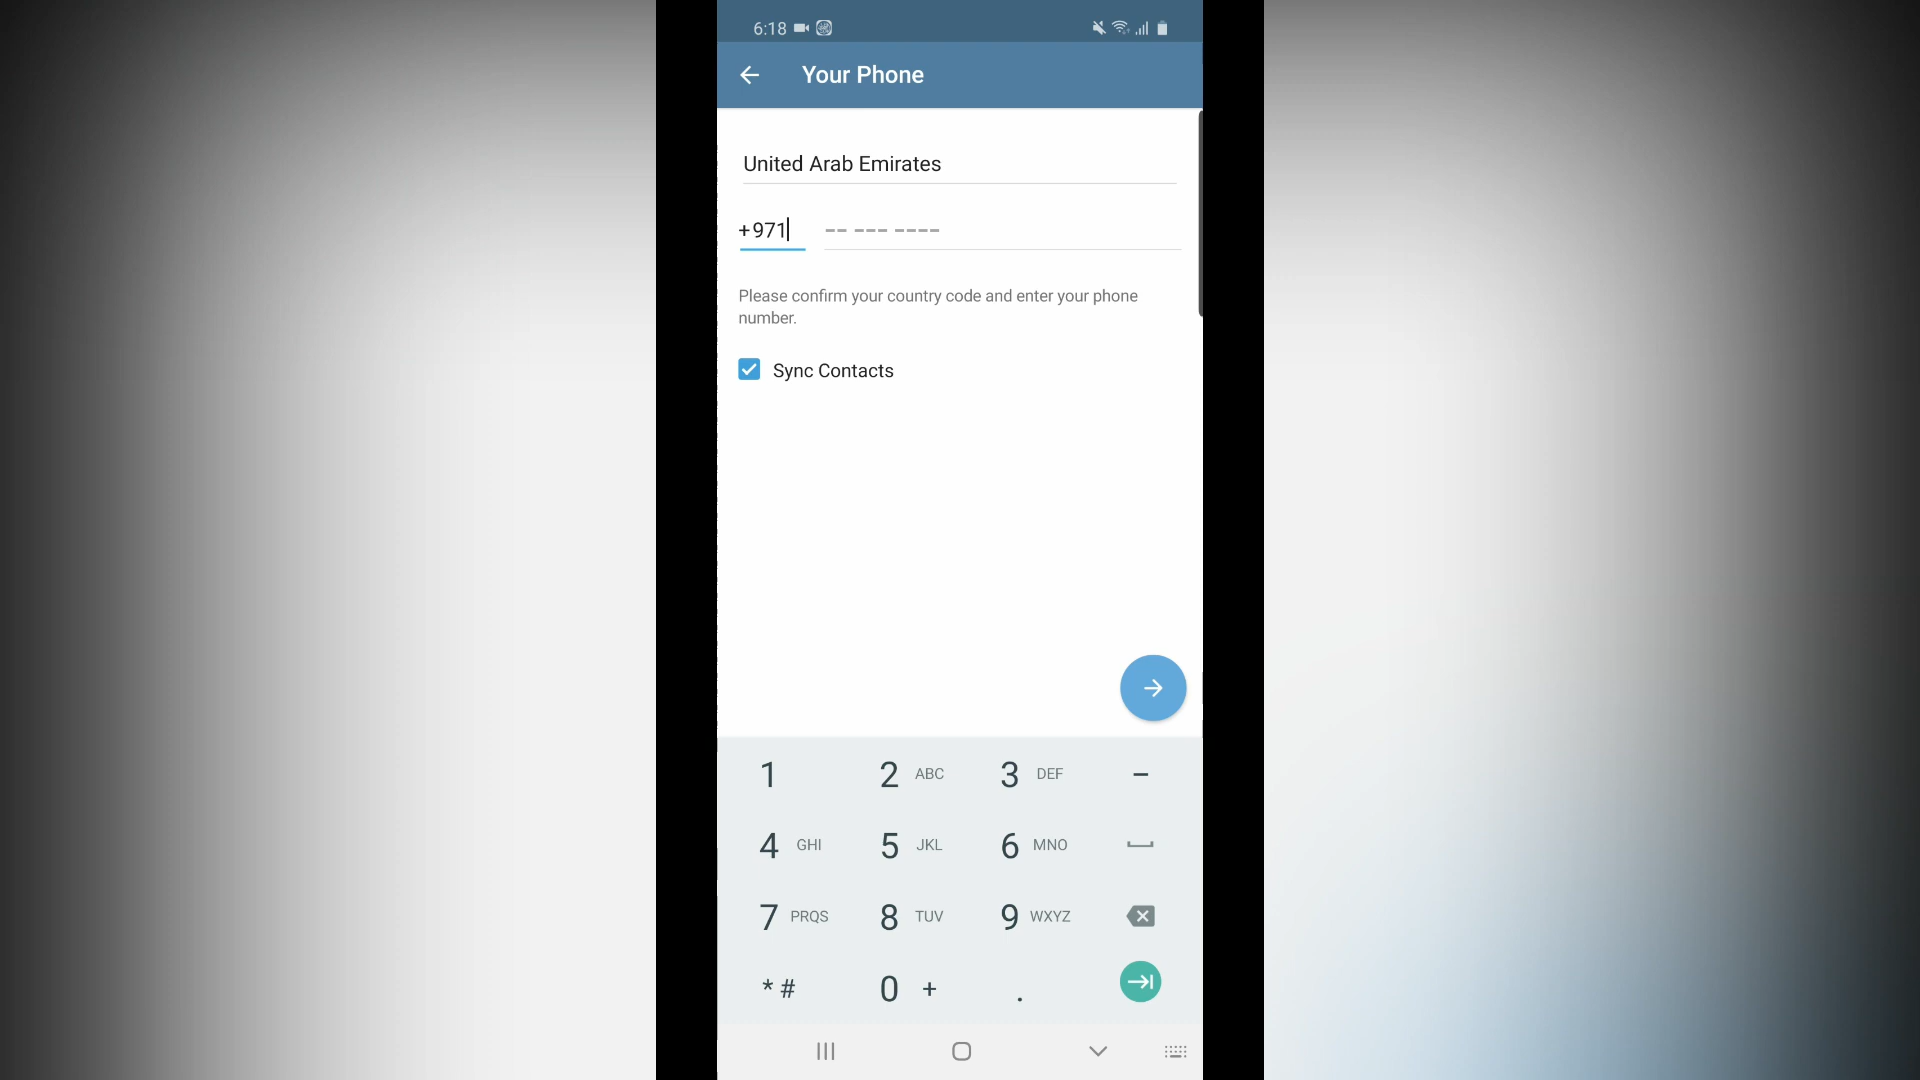 6:18
Your Phone
United Arab Emirates
+971 -- --- ----
Please confirm your country code and enter your phone
number.
Sync Contacts
1 2 ABC 3 DEF -
4 GHI 5 JKL 6 MNO
7 PRQS 8 TUV 9 WXYZ
* # 0 + .